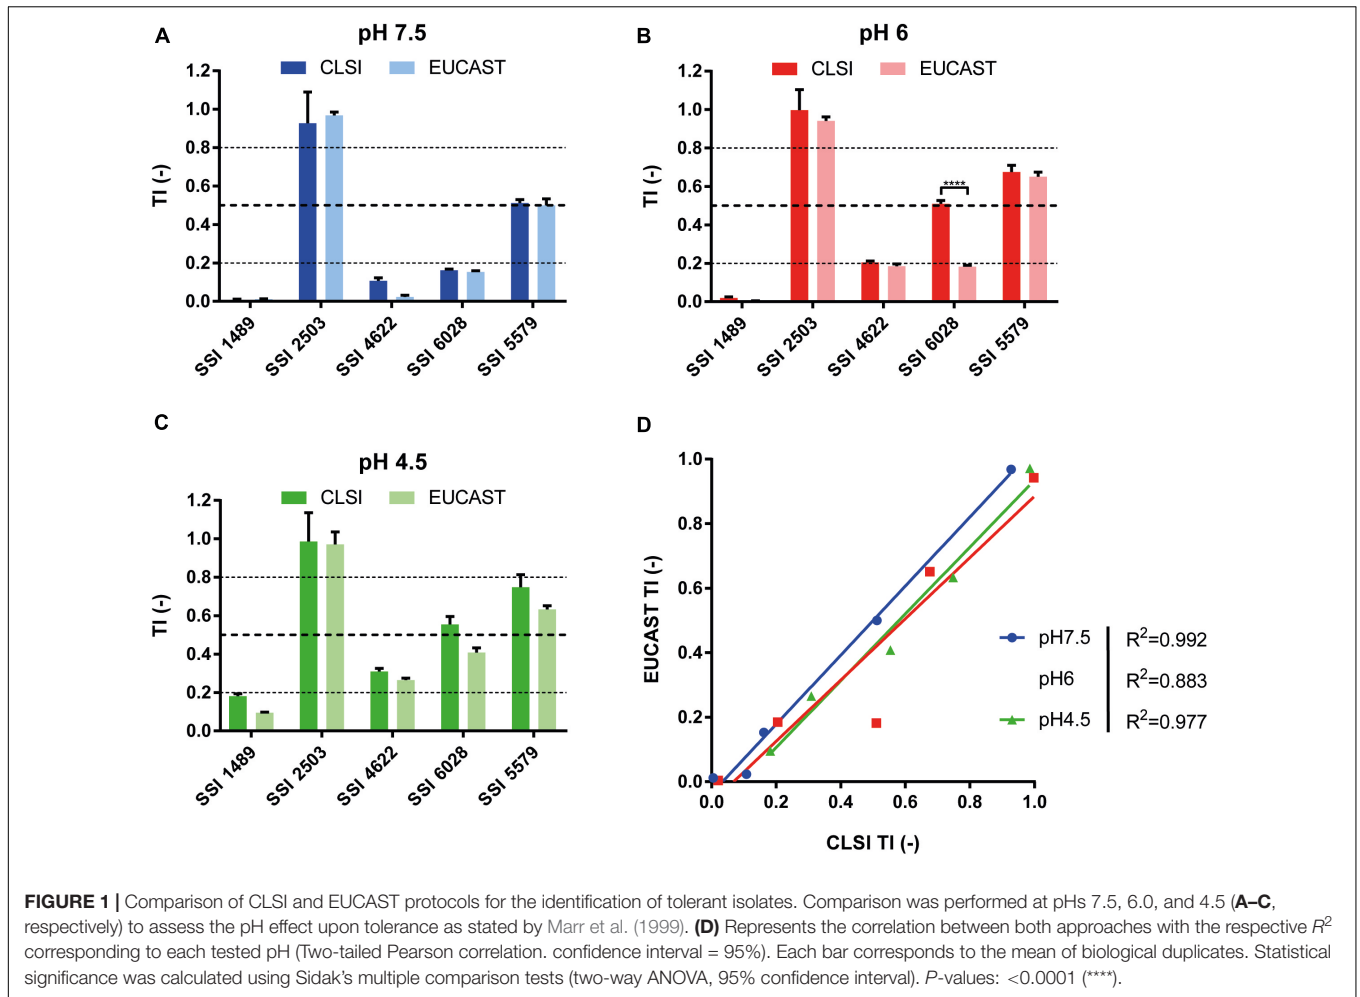 A
pH 7.5
CLSI
EUCAST
1.2
1.0
0.8
0.6
0.4
0.2
0.0
TI (-)
SSI 1489
SSI 2503
SSI 4622
SSI 6028
SSI 5579
B
pH 6
CLSI
EUCAST
1.2
1.0
0.8
0.6
0.4
0.2
0.0
TI (-)
****
SSI 1489
SSI 2503
SSI 4622
SSI 6028
SSI 5579
C
pH 4.5
CLSI
EUCAST
1.2
1.0
0.8
0.6
0.4
0.2
0.0
TI (-)
SSI 1489
SSI 2503
SSI 4622
SSI 6028
SSI 5579
D
1.0
0.8
0.6
0.4
0.2
0.0
EUCAST TI (-)
0.0 0.2 0.4 0.6 0.8 1.0
CLSI TI (-)
pH7.5 R²=0.992
pH6 R²=0.883
pH4.5 R²=0.977
FIGURE 1 | Comparison of CLSI and EUCAST protocols for the identification of tolerant isolates. Comparison was performed at pHs 7.5, 6.0, and 4.5 (A–C,
respectively) to assess the pH effect upon tolerance as stated by Marr et al. (1999). (D) Represents the correlation between both approaches with the respective R²
corresponding to each tested pH (Two-tailed Pearson correlation. confidence interval = 95%). Each bar corresponds to the mean of biological duplicates. Statistical
significance was calculated using Sidak's multiple comparison tests (two-way ANOVA, 95% confidence interval). P-values: <0.0001 (****).